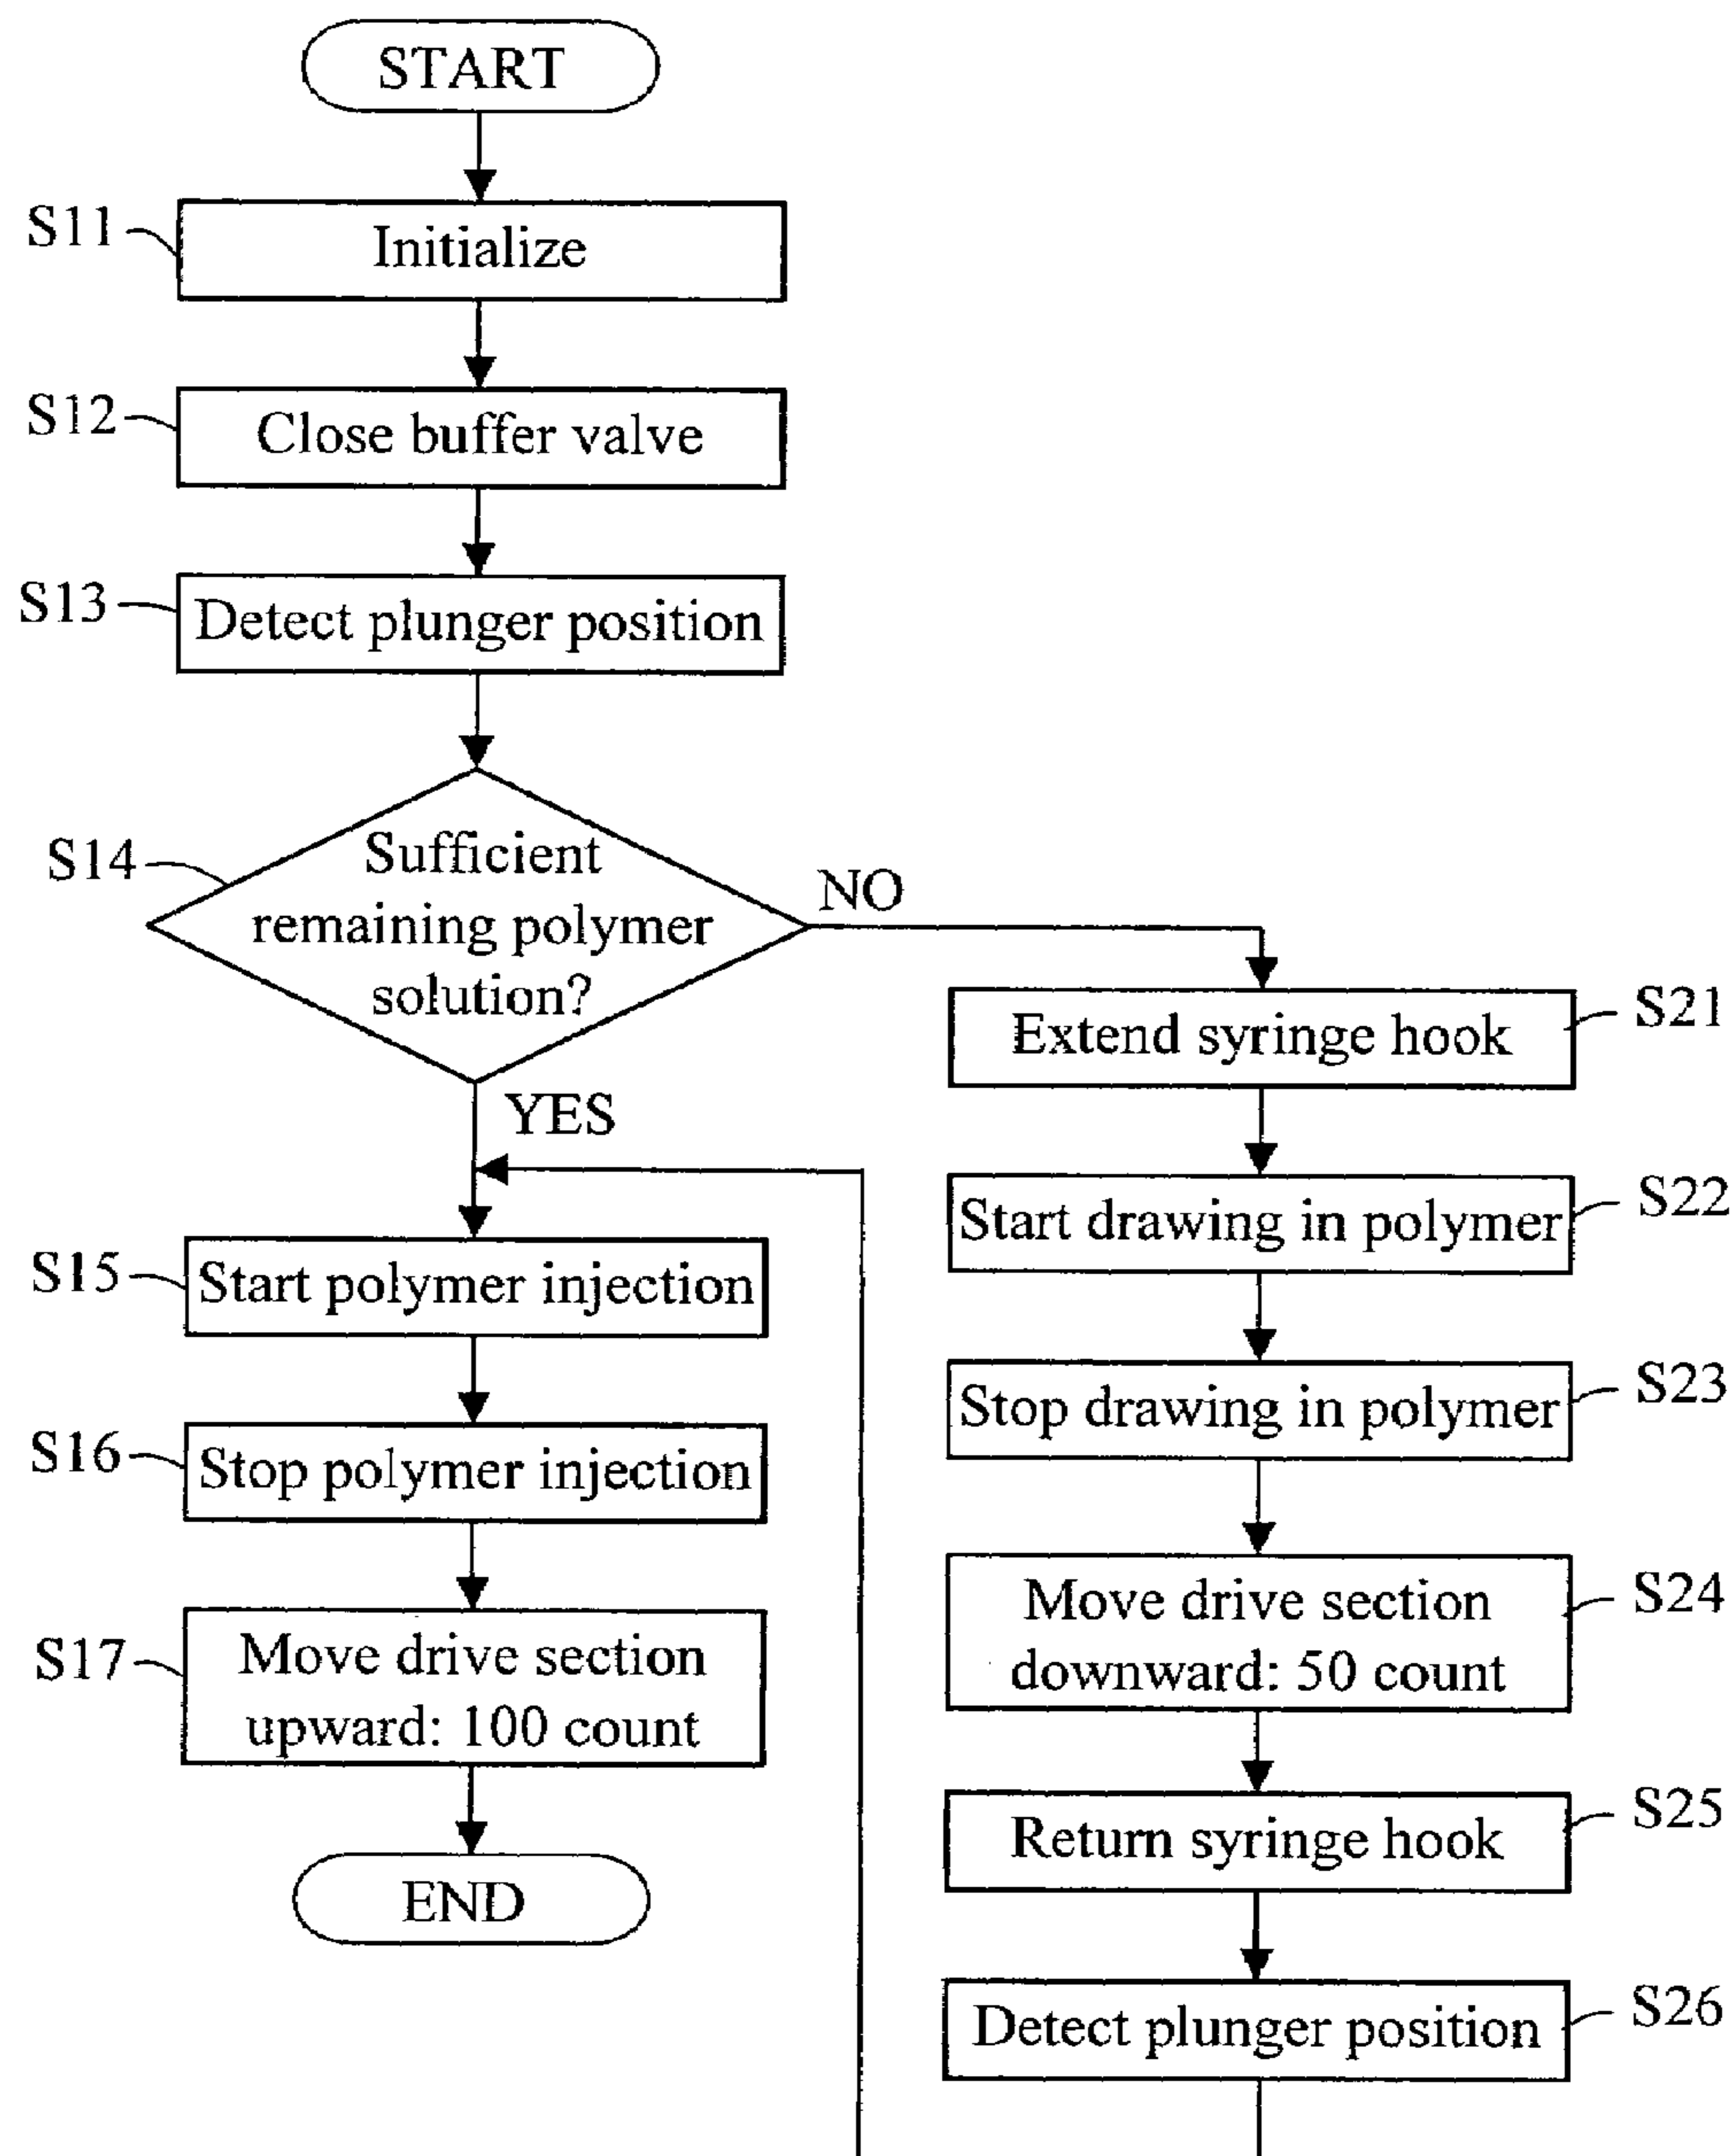 START
S11
Initialize
S12
Close buffer valve
S13
Detect plunger position
S14
Sufficient
remaining polymer
solution?
NO
YES
S15
Start polymer injection
S16
Stop polymer injection
S17
Move drive section
upward: 100 count
END
S21
Extend syringe hook
S22
Start drawing in polymer
S23
Stop drawing in polymer
S24
Move drive section
downward: 50 count
S25
Return syringe hook
S26
Detect plunger position